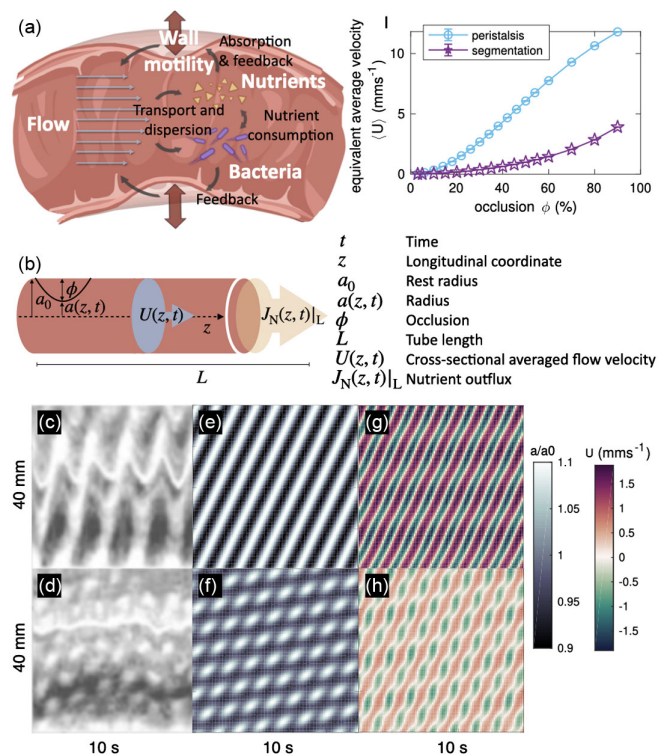 (a)
Wall
motility
Absorption
& feedback
Nutrients
Flow
Transport and
dispersion
Nutrient
consumption
Bacteria
Feedback
I
equivalent average velocity
⟨U⟩ (mms⁻¹)
peristalsis
segmentation
10
5
0
0 20 40 60 80 100
occlusion ϕ (%)
(b)
a₀
ϕ
a(z, t)
U(z, t)
z
J_N(z, t)|_L
L
t Time
z Longitudinal coordinate
a₀ Rest radius
a(z, t) Radius
ϕ Occlusion
L Tube length
U(z, t) Cross-sectional averaged flow velocity
J_N(z, t)|_L Nutrient outflux
(c) (e) (g)
40 mm
(d) (f) (h)
40 mm
10 s 10 s 10 s
a/a0
1.1
1.05
1
0.95
0.9
U (mms⁻¹)
1.5
1
0.5
0
-0.5
-1
-1.5